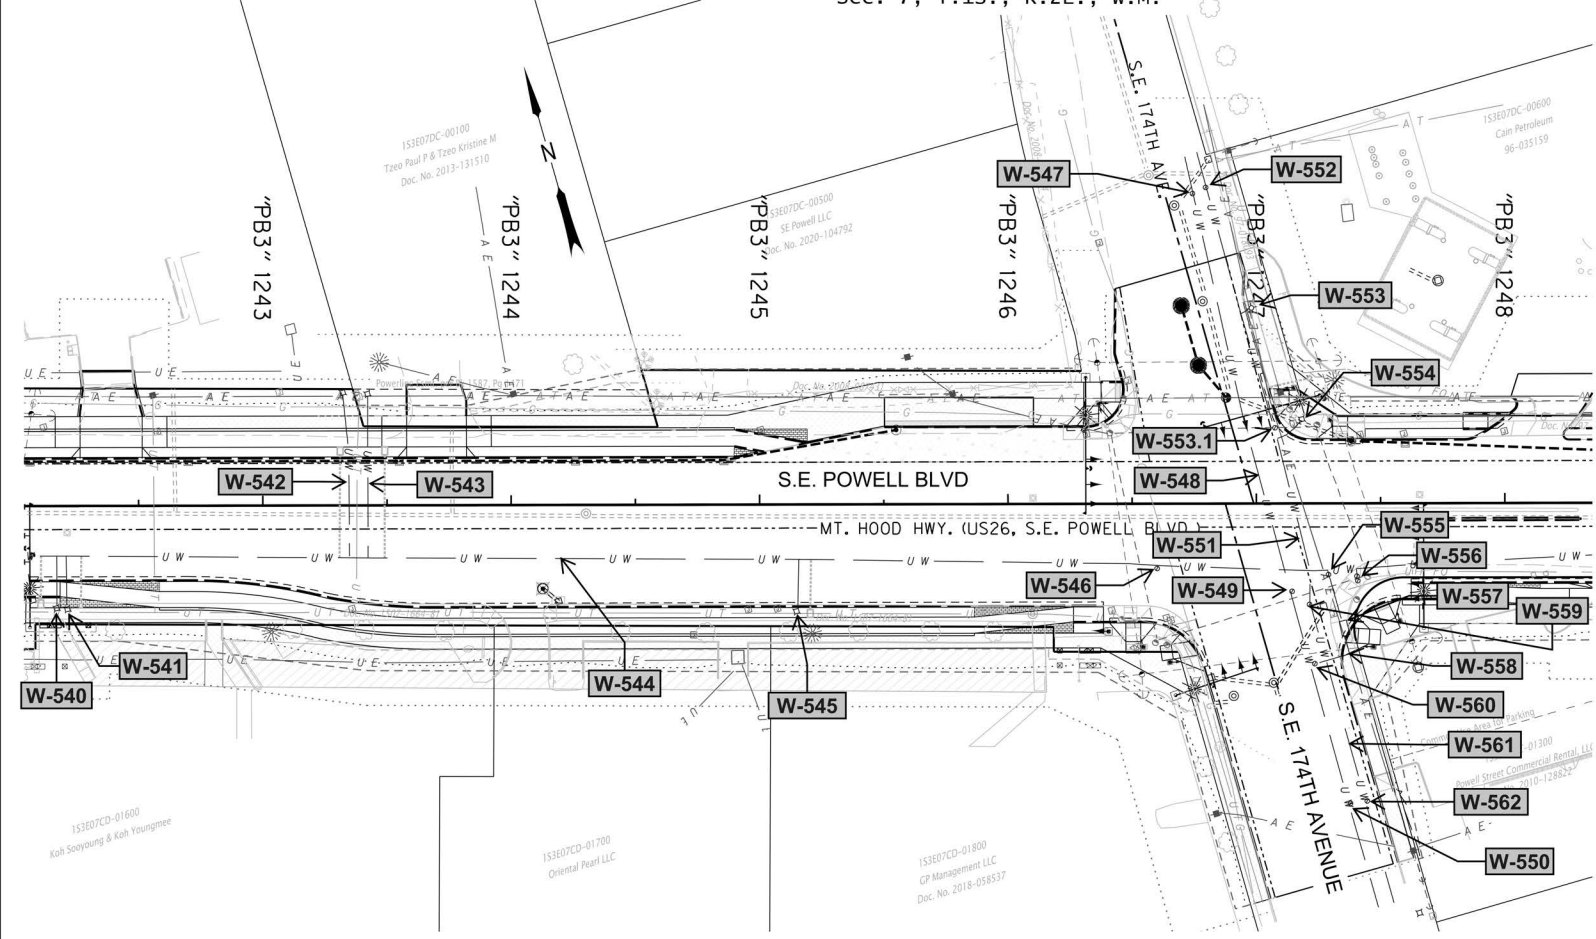 Sec. 7, T.1S., R.2E., W.M.
1S3E07DC-00100
Tzeo Paul P & Tzeo Kristine M
Doc. No. 2013-131510
N
S.E. 174TH AVE.
1S3E07DC-00600
Cain Petroleum
96-035159
W-547
W-552
"PB3" 1243
"PB3" 1244
"PB3" 1245
"PB3" 1246
"PB3" 1247
"PB3" 1248
1S3E07DC-00500
SE Powell LLC
Doc. No. 2020-104792
W-553
W-554
W-553.1
W-542
W-543
S.E. POWELL BLVD
W-548
MT. HOOD HWY. (US26, S.E. POWELL BLVD.)
W-555
W-551
W-556
W-546
W-549
W-557
W-559
W-541
W-558
W-540
W-544
W-545
W-560
S.E. 174TH AVENUE
W-561
Powell Street Commercial Rental, LLC
W-562
W-550
1S3E07CD-01600
Koh Sooyoung & Koh Youngmee
1S3E07CD-01700
Oriental Pearl LLC
1S3E07CD-01800
GP Management LLC
Doc. No. 2018-058537